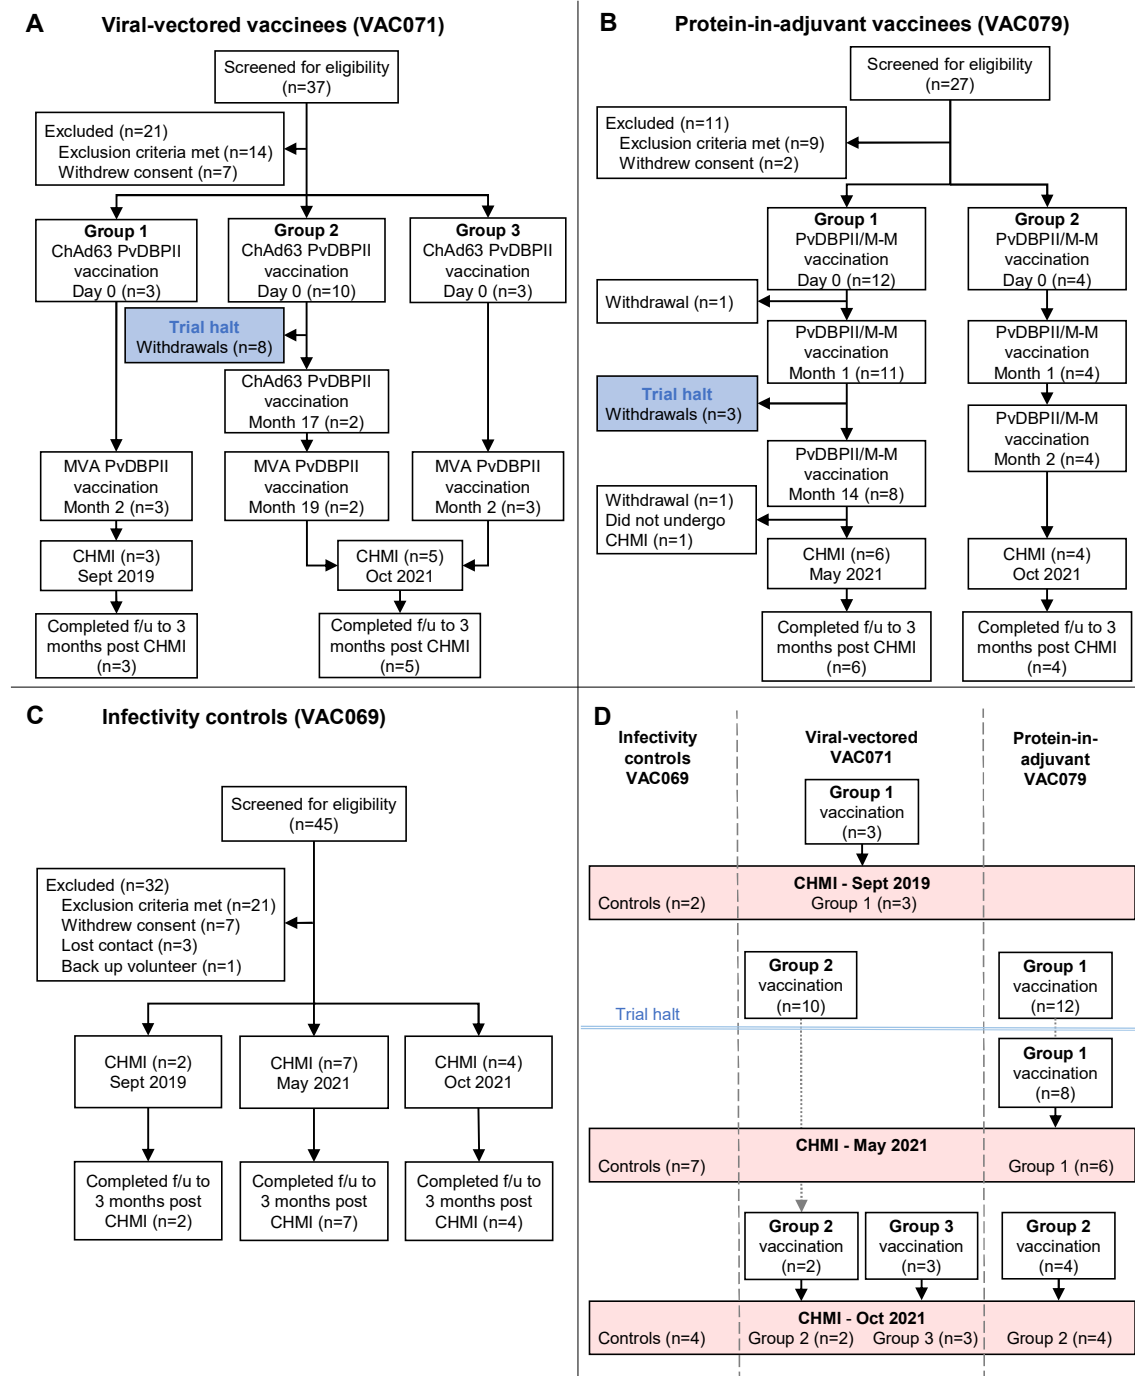 A
Viral-vectored vaccinees (VAC071)
Screened for eligibility
(n=37)
Excluded (n=21)
Exclusion criteria met (n=14)
Withdrew consent (n=7)
Group 1
ChAd63 PvDBPII
vaccination
Day 0 (n=3)
Group 2
ChAd63 PvDBPII
vaccination
Day 0 (n=10)
Group 3
ChAd63 PvDBPII
vaccination
Day 0 (n=3)
Trial halt
Withdrawals (n=8)
ChAd63 PvDBPII
vaccination
Month 17 (n=2)
MVA PvDBPII
vaccination
Month 2 (n=3)
MVA PvDBPII
vaccination
Month 19 (n=2)
MVA PvDBPII
vaccination
Month 2 (n=3)
CHMI (n=3)
Sept 2019
CHMI (n=5)
Oct 2021
Completed f/u to 3
months post CHMI
(n=3)
Completed f/u to 3
months post CHMI
(n=5)
B
Protein-in-adjuvant vaccinees (VAC079)
Screened for eligibility
(n=27)
Excluded (n=11)
Exclusion criteria met (n=9)
Withdrew consent (n=2)
Group 1
PvDBPII/M-M
vaccination
Day 0 (n=12)
Group 2
PvDBPII/M-M
vaccination
Day 0 (n=4)
Withdrawal (n=1)
PvDBPII/M-M
vaccination
Month 1 (n=11)
PvDBPII/M-M
vaccination
Month 1 (n=4)
Trial halt
Withdrawals (n=3)
PvDBPII/M-M
vaccination
Month 2 (n=4)
PvDBPII/M-M
vaccination
Month 14 (n=8)
Withdrawal (n=1)
Did not undergo
CHMI (n=1)
CHMI (n=6)
May 2021
CHMI (n=4)
Oct 2021
Completed f/u to 3
months post CHMI
(n=6)
Completed f/u to 3
months post CHMI
(n=4)
C
Infectivity controls (VAC069)
Screened for eligibility
(n=45)
Excluded (n=32)
Exclusion criteria met (n=21)
Withdrew consent (n=7)
Lost contact (n=3)
Back up volunteer (n=1)
CHMI (n=2)
Sept 2019
CHMI (n=7)
May 2021
CHMI (n=4)
Oct 2021
Completed f/u to
3 months post
CHMI (n=2)
Completed f/u to
3 months post
CHMI (n=7)
Completed f/u to
3 months post
CHMI (n=4)
D
Infectivity
controls
VAC069
Viral-vectored
VAC071
Protein-in-
adjuvant
VAC079
Group 1
vaccination
(n=3)
CHMI - Sept 2019
Controls (n=2)
Group 1 (n=3)
Group 2
vaccination
(n=10)
Group 1
vaccination
(n=12)
Trial halt
Group 1
vaccination
(n=8)
CHMI - May 2021
Controls (n=7)
Group 1 (n=6)
Group 2
vaccination
(n=2)
Group 3
vaccination
(n=3)
Group 2
vaccination
(n=4)
CHMI - Oct 2021
Controls (n=4)
Group 2 (n=2)
Group 3 (n=3)
Group 2 (n=4)